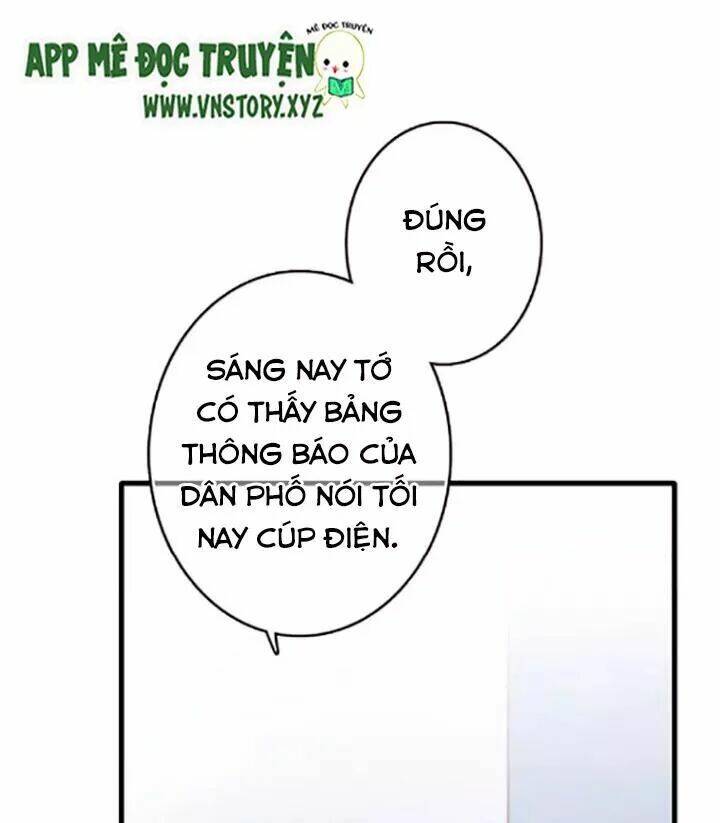 MÊ ĐỌC TRUYỆN
APP MÊ ĐỌC TRUYỆN
WWW.VNSTORY.XYZ
ĐÚNG
RỒI,
SÁNG NAY TỚ
CÓ THẤY BẢNG
THÔNG BÁO CỦA
DÂN PHỐ NÓI TỐI
NAY CÚP ĐIỆN.